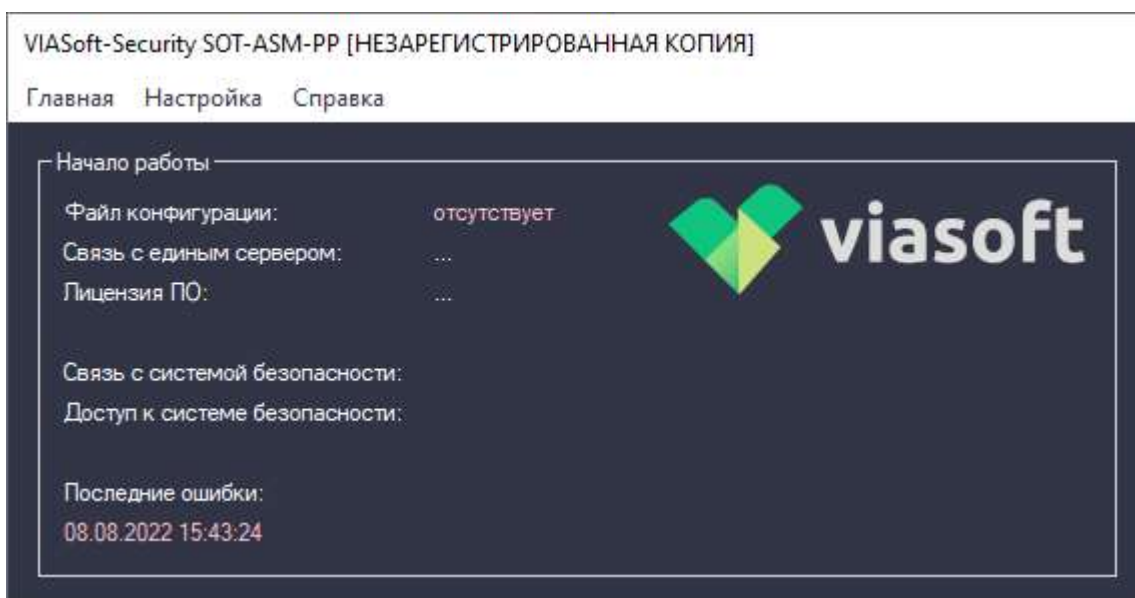 VIASoft-Security SOT-ASM-PP [НЕЗАРЕГИСТРИРОВАННАЯ КОПИЯ]
Главная Настройка Справка
Начало работы
Файл конфигурации: отсутствует
viasoft
Связь с единым сервером: ...
Лицензия ПО: ...
Связь с системой безопасности:
Доступ к системе безопасности:
Последние ошибки:
08.08.2022 15:43:24